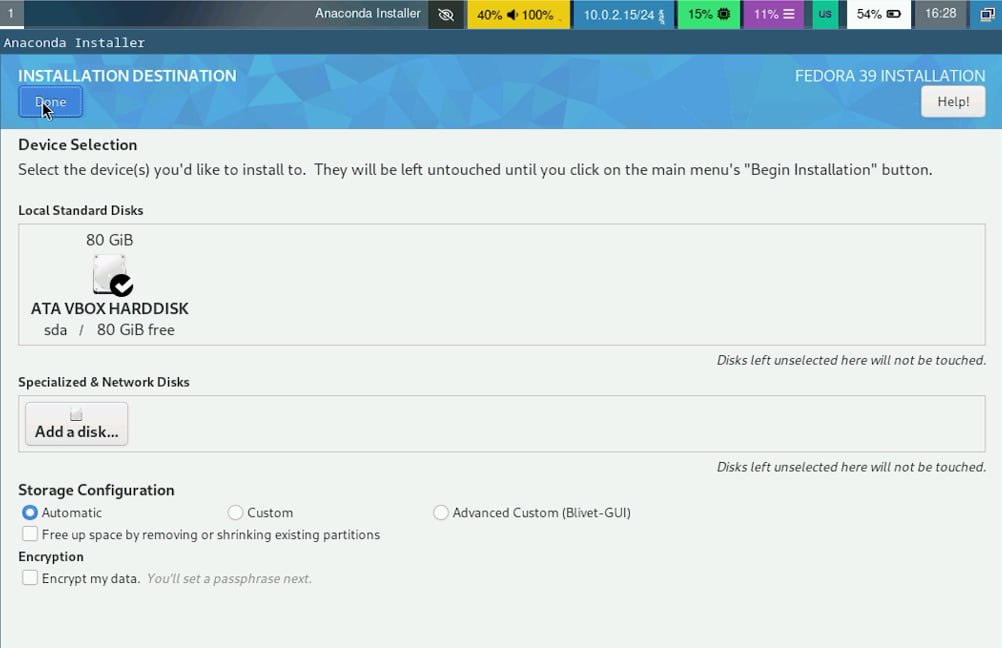 1 Anaconda Installer 40% 100% 10.0.2.15/24 15% 11% us 54% 16:28
Anaconda Installer
INSTALLATION DESTINATION FEDORA 39 INSTALLATION
Done Help!
Device Selection
Select the device(s) you'd like to install to. They will be left untouched until you click on the main menu's "Begin Installation" button.
Local Standard Disks
80 GiB
ATA VBOX HARDDISK
sda / 80 GiB free
Disks left unselected here will not be touched.
Specialized & Network Disks
Add a disk...
Disks left unselected here will not be touched.
Storage Configuration
Automatic Custom Advanced Custom (Blivet-GUI)
Free up space by removing or shrinking existing partitions
Encryption
Encrypt my data. You'll set a passphrase next.